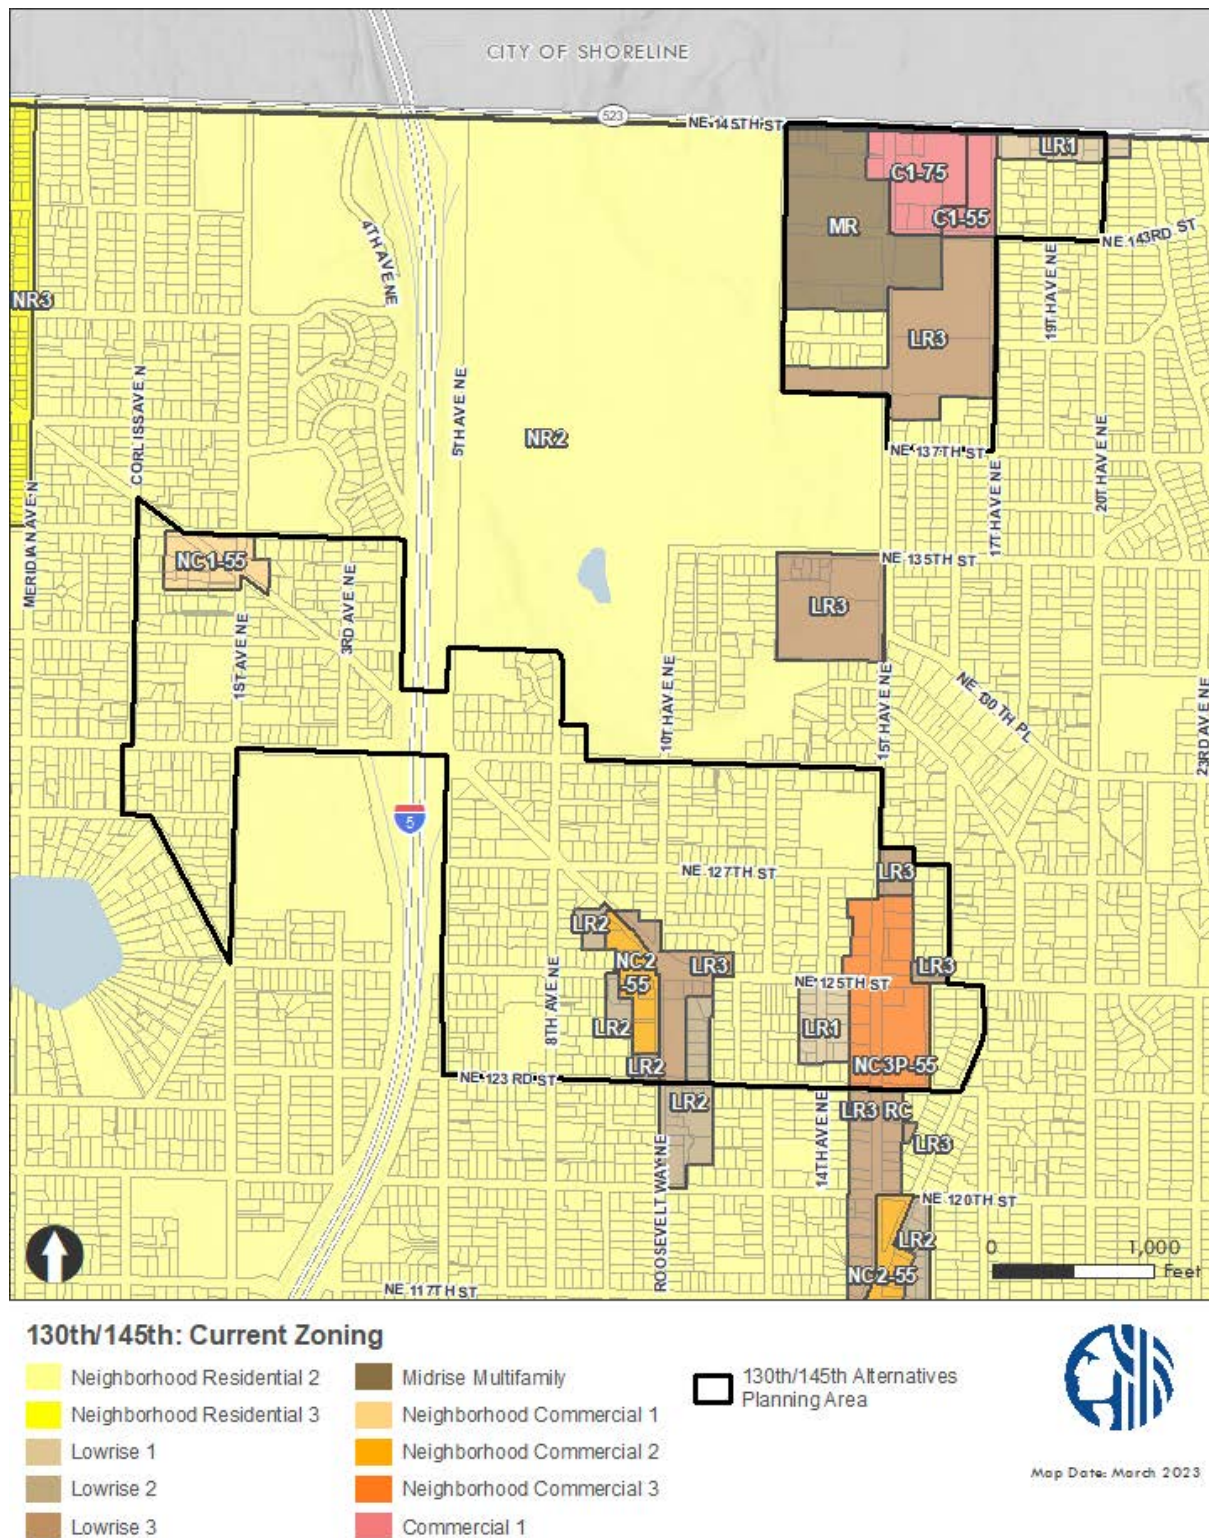 CITY OF SHORELINE
523
NE 145TH ST
LR1
C1-75
C1-55
MR
NE 143RD ST
4TH AVE NE
19TH AVE NE
NR3
LR3
5TH AVE NE
CORLISS AVE N
NR2
20TH AVE NE
NE 137TH ST
17TH AVE NE
MERIDIAN AVE N
NC1-55
NE 135TH ST
3RD AVE NE
LR3
1ST AVE NE
10TH AVE NE
15TH AVE NE
NE 130TH PL
23RD AVE NE
5
NE 127TH ST
LR3
LR2
NC2
-55
LR3
LR3
NE 125TH ST
8TH AVE NE
LR2
LR1
LR2
NC3P-55
NE 123RD ST
LR2
14TH AVE NE
LR3 RC
LR3
ROOSEVELT WAY NE
NE 120TH ST
LR2
NC2-55
0
1,000
Feet
NE 117TH ST
130th/145th: Current Zoning
Neighborhood Residential 2
Neighborhood Residential 3
Lowrise 1
Lowrise 2
Lowrise 3
Midrise Multifamily
Neighborhood Commercial 1
Neighborhood Commercial 2
Neighborhood Commercial 3
Commercial 1
130th/145th Alternatives
Planning Area
Map Date: March 2023